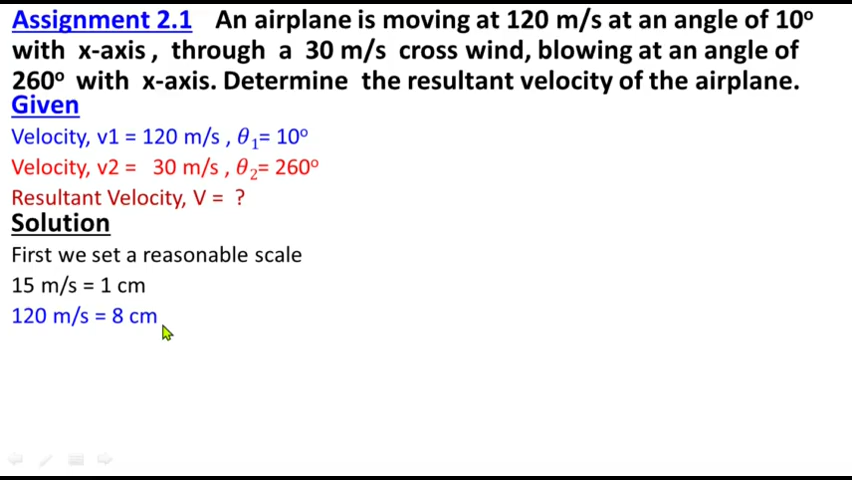 Assignment 2.1 An airplane is moving at 120 m/s at an angle of 10º
with x-axis , through a 30 m/s cross wind, blowing at an angle of
260º with x-axis. Determine the resultant velocity of the airplane.
Given
Velocity, v1 = 120 m/s , θ₁= 10º
Velocity, v2 = 30 m/s , θ₂= 260º
Resultant Velocity, V = ?
Solution
First we set a reasonable scale
15 m/s = 1 cm
120 m/s = 8 cm